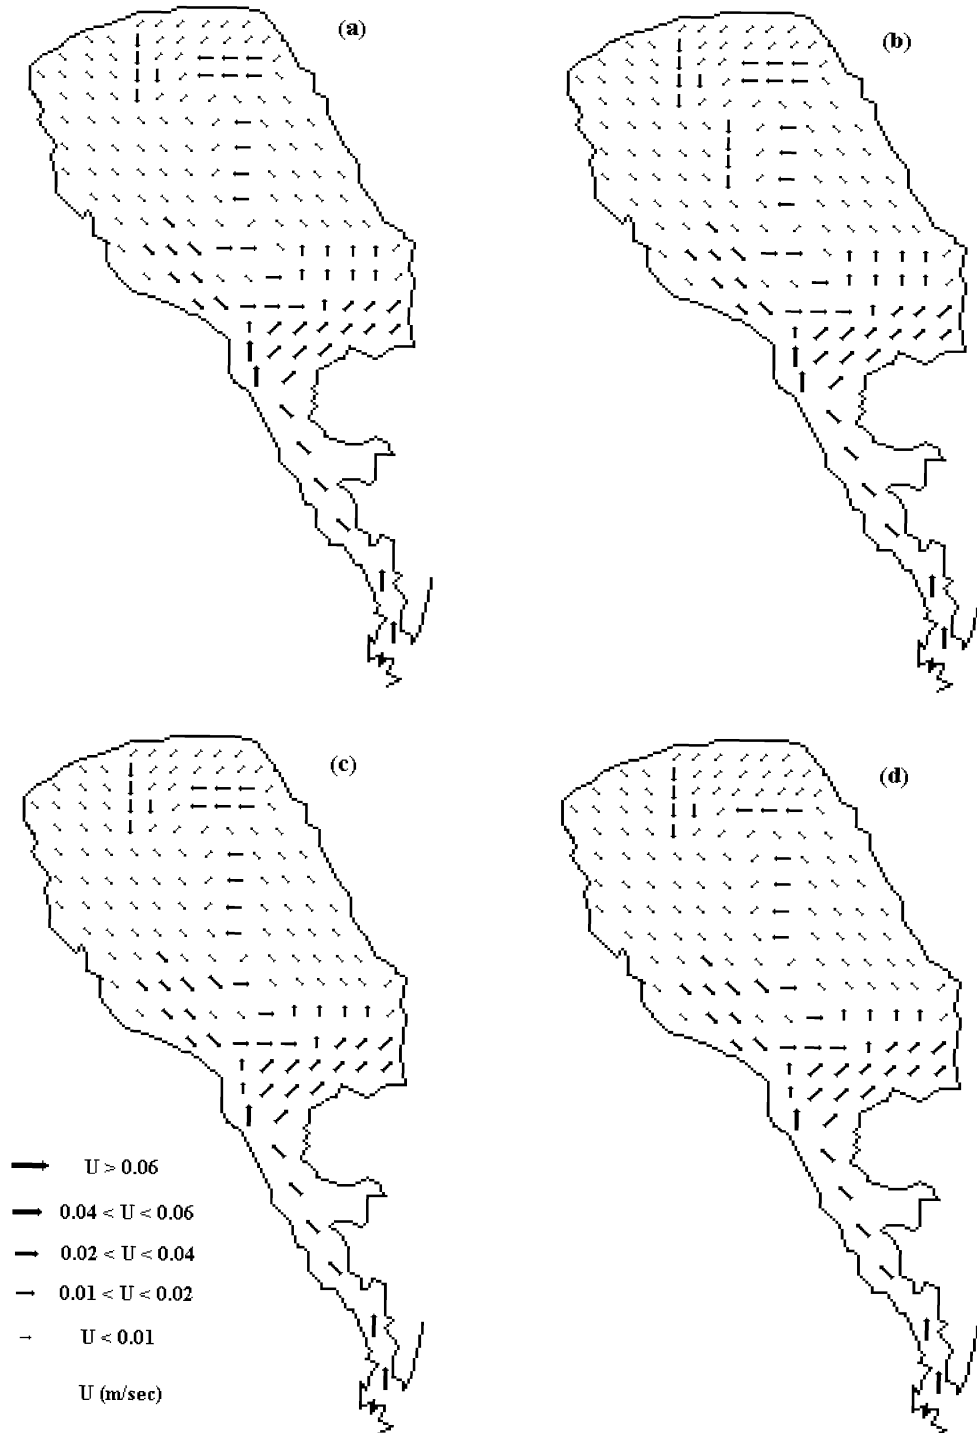 (a)
(b)
(c)
(d)
U > 0.06
0.04 < U < 0.06
0.02 < U < 0.04
0.01 < U < 0.02
U < 0.01
U (m/sec)